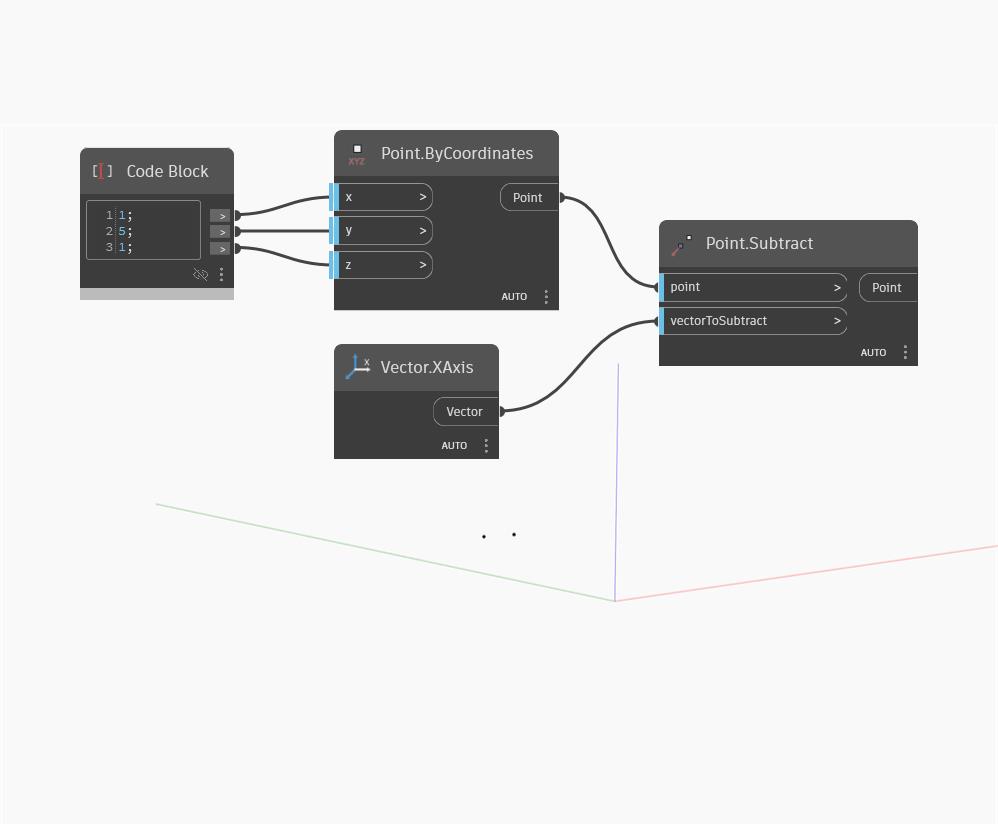 Code Block
1 1;
2 5;
3 1;
>
>
>
XYZ
Point.ByCoordinates
x >
y >
z >
Point
AUTO
X
Vector.XAxis
Vector
AUTO
Point.Subtract
point >
vectorToSubtract >
Point
AUTO